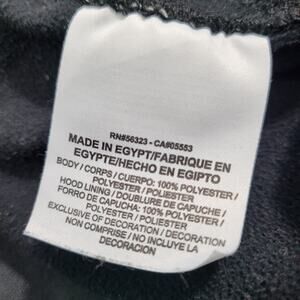 RN#56323 - CA#05553
MADE IN EGYPT/FABRIQUE EN
EGYPTE/HECHO EN EGIPTO
BODY / CORPS / CUERPO: 100% POLYESTER /
POLYESTER / POLIÉSTER
HOOD LINING / DOUBLURE DE CAPUCHE /
FORRO DE CAPUCHA: 100% POLYESTER /
POLYESTER / POLIÉSTER
EXCLUSIVE OF DECORATION / DECORATION
NON COMPRISE / NO INCLUYE LA
DECORACION